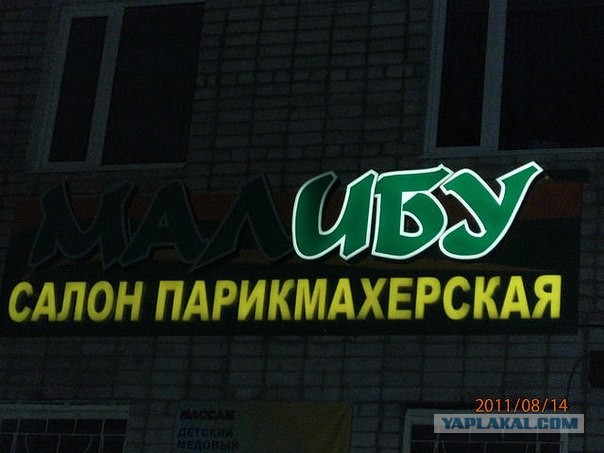 МАЛИБУ
САЛОН ПАРИКМАХЕРСКАЯ
МАССАЖ
ДЕТСКИЙ
МЕДОВЫЙ
2011/08/14
YAPLAKAL.COM